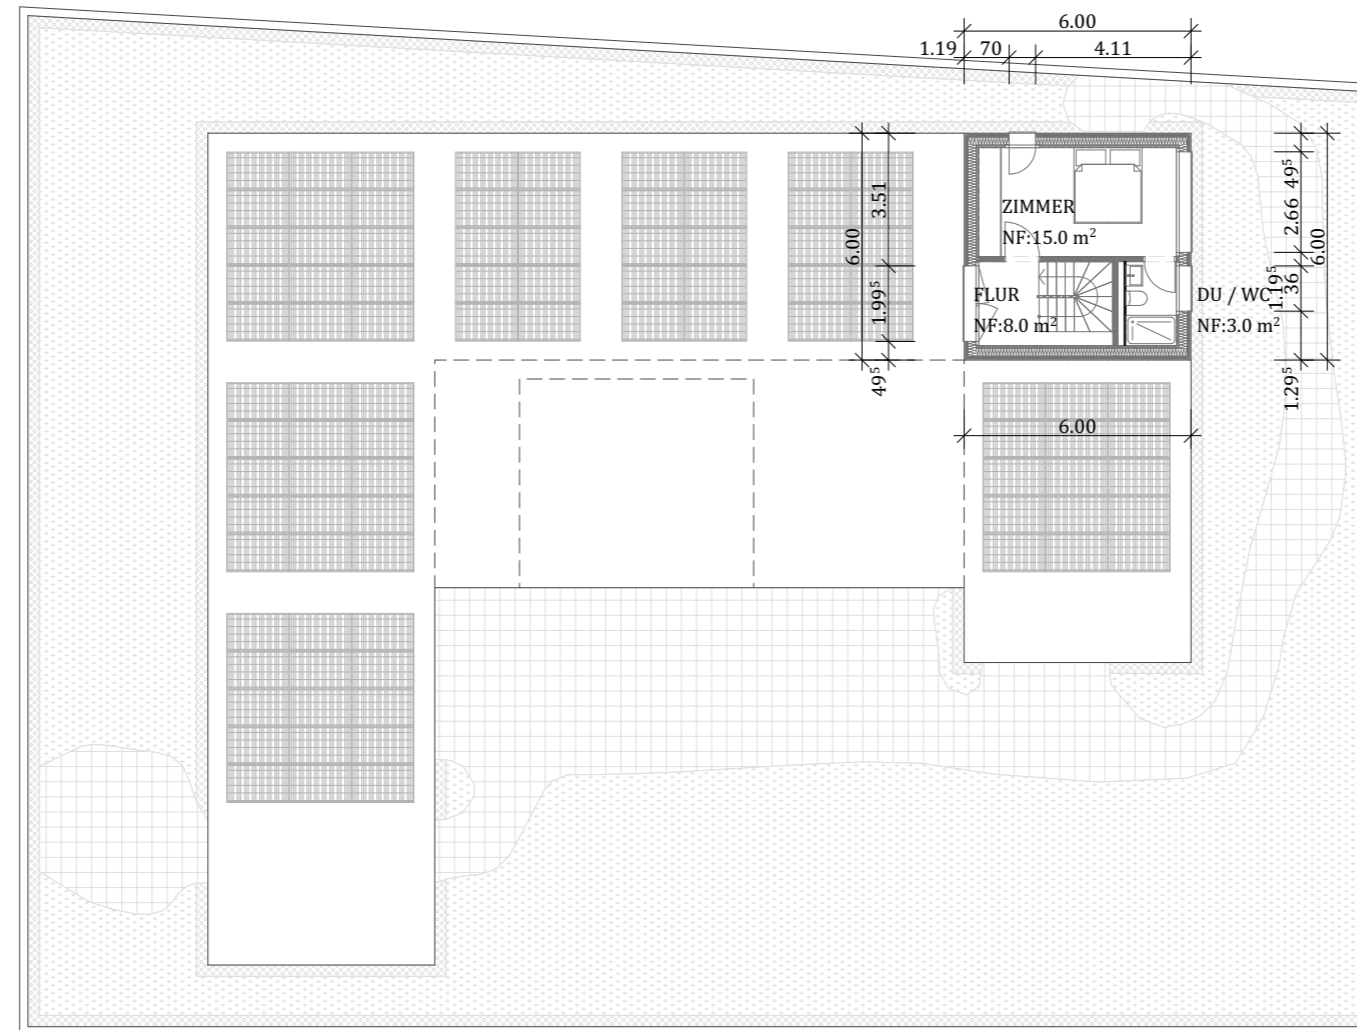 6.00
1.19 70 4.11
ZIMMER
NF:15.0 m²
FLUR
NF:8.0 m²
DU / WC
NF:3.0 m²
6.00
3.51
1.99⁵
49⁵
49⁵
2.66
36
1.19⁵
1.29⁵
6.00
6.00